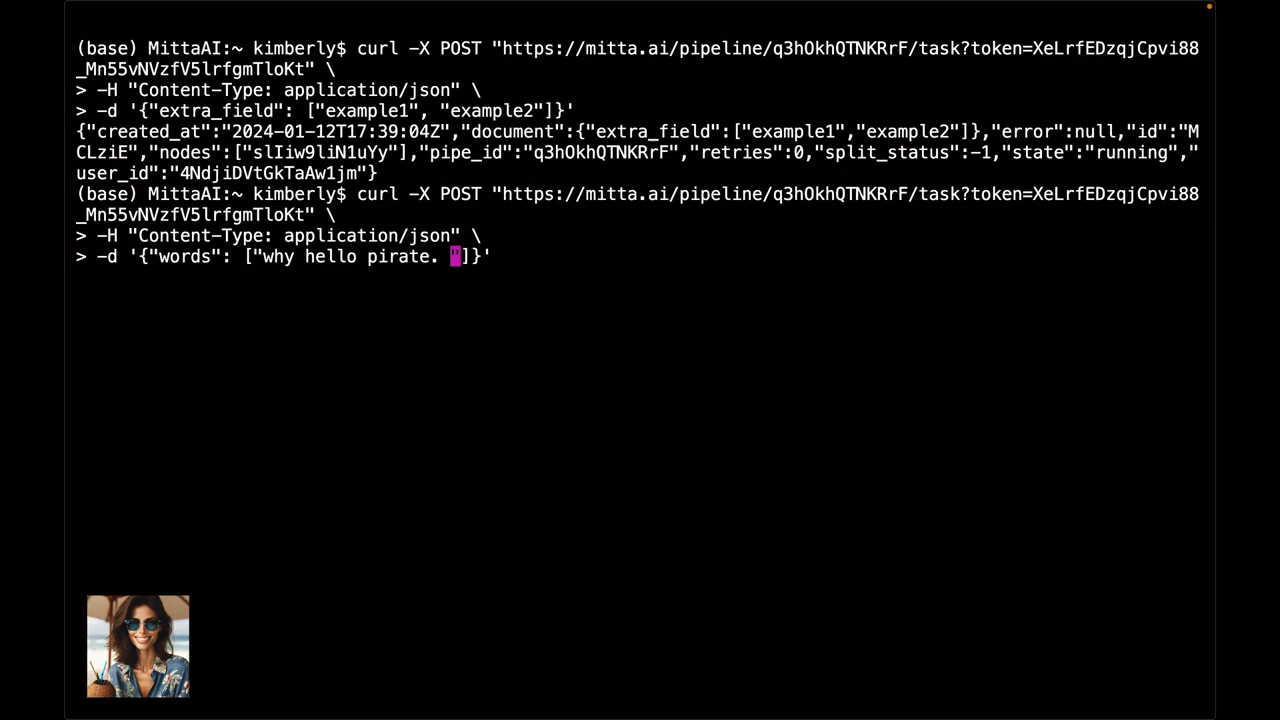 (base) MittaAI:~ kimberly$ curl -X POST "https://mitta.ai/pipeline/q3hOkhQTNKRrF/task?token=XeLrfEDzqjCpvi88
_Mn55vNVzfV5lrfgmTloKt" \
> -H "Content-Type: application/json" \
> -d '{"extra_field": ["example1", "example2"]}'
{"created_at":"2024-01-12T17:39:04Z","document":{"extra_field":["example1","example2"]},"error":null,"id":"M
CLziE","nodes":["slIiw9liN1uYy"],"pipe_id":"q3hOkhQTNKRrF","retries":0,"split_status":-1,"state":"running","
user_id":"4NdjiDVtGkTaAw1jm"}
(base) MittaAI:~ kimberly$ curl -X POST "https://mitta.ai/pipeline/q3hOkhQTNKRrF/task?token=XeLrfEDzqjCpvi88
_Mn55vNVzfV5lrfgmTloKt" \
> -H "Content-Type: application/json" \
> -d '{"words": ["why hello pirate. "]}'